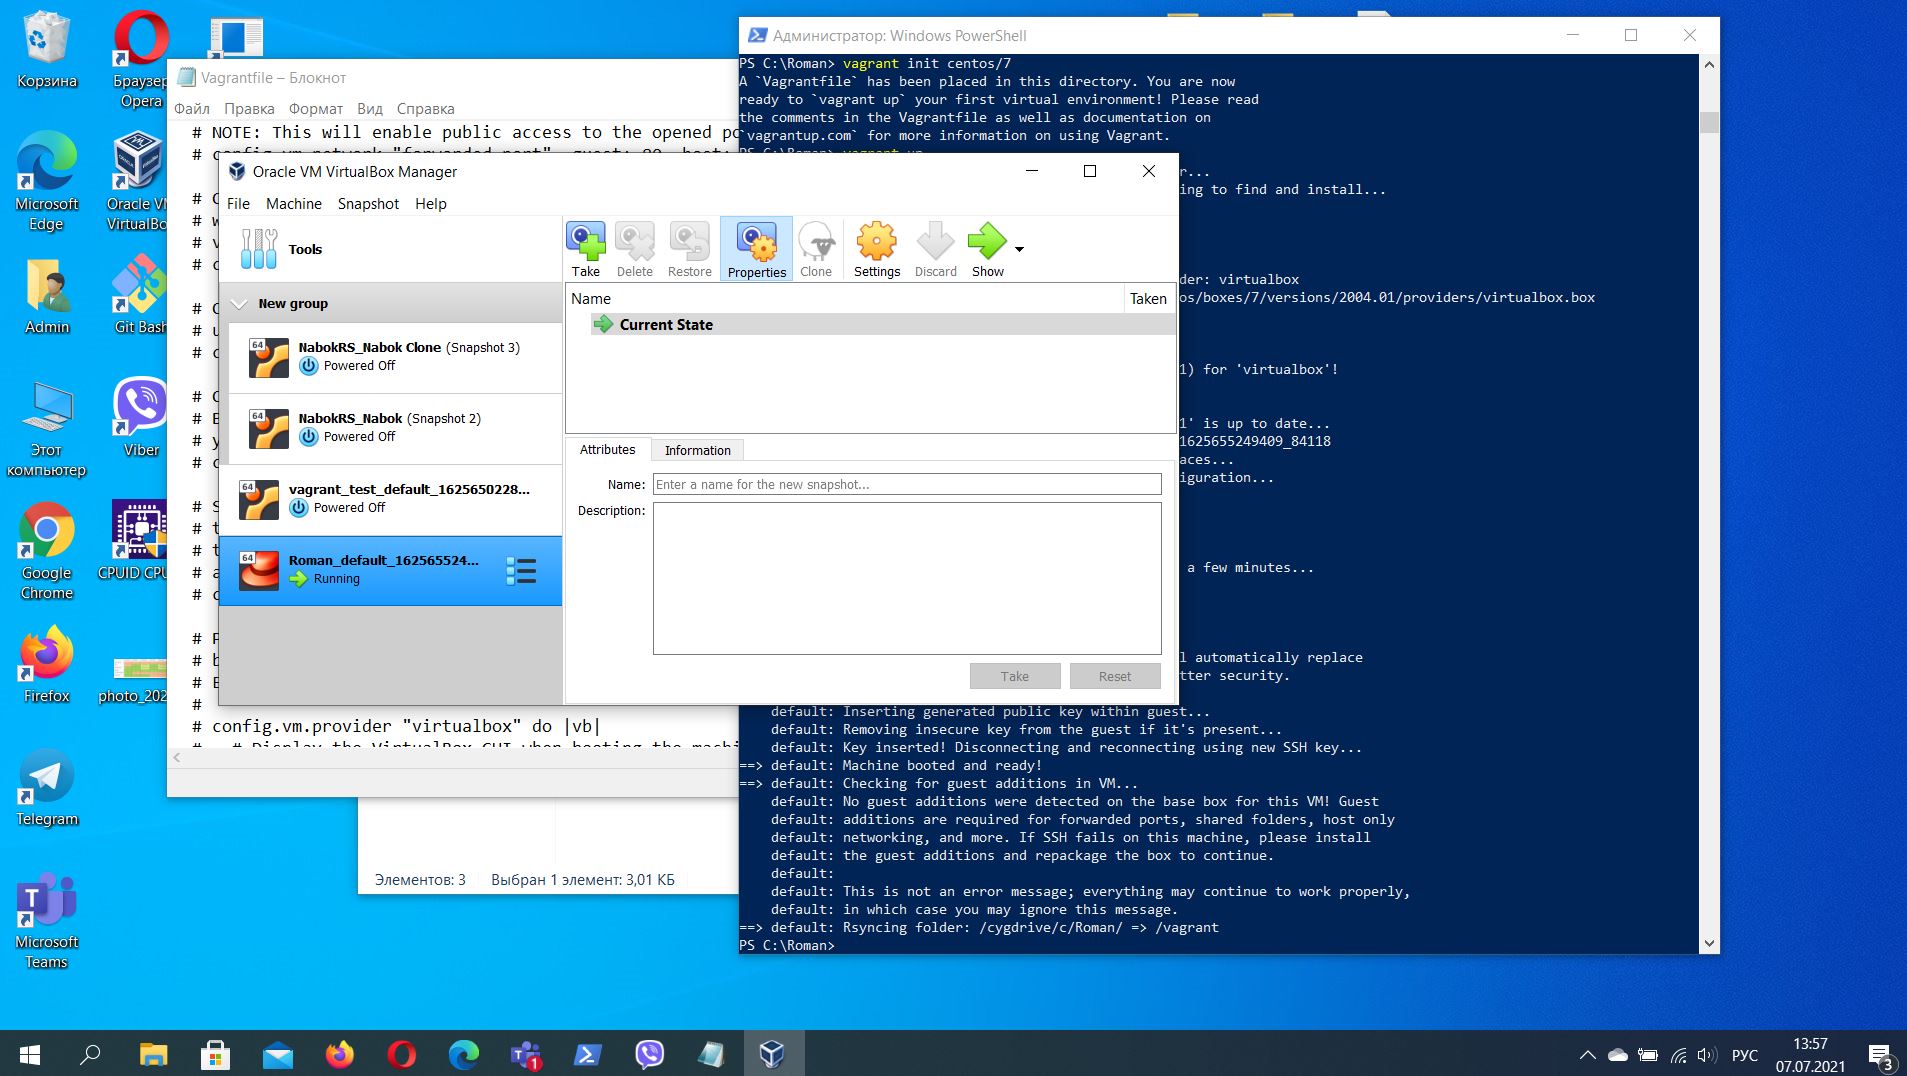 Корзина
Браузер
Opera
Microsoft
Edge
Oracle VM
VirtualBo
Admin
Git Bash
Этот
компьютер
Viber
Google
Chrome
CPUID CPU
Firefox
photo_202
Telegram
Microsoft
Teams
Vagrantfile – Блокнот
Файл Правка Формат Вид Справка
# NOTE: This will enable public access to the opened po
# config.vm.network "forwarded_port", guest: 80, host:
# config.vm.provider "virtualbox" do |vb|
# # Display the VirtualBox GUI when booting the machi
Элементов: 3 Выбран 1 элемент: 3,01 КБ
Oracle VM VirtualBox Manager
File Machine Snapshot Help
Tools
New group
64
NabokRS_Nabok Clone (Snapshot 3)
Powered Off
64
NabokRS_Nabok (Snapshot 2)
Powered Off
64
vagrant_test_default_1625650228...
Powered Off
64
Roman_default_162565524...
Running
Take Delete Restore Properties Clone Settings Discard Show
Name Taken
Current State
Attributes Information
Name: Enter a name for the new snapshot...
Description:
Take Reset
Администратор: Windows PowerShell
PS C:\Roman> vagrant init centos/7
A `Vagrantfile` has been placed in this directory. You are now
ready to `vagrant up` your first virtual environment! Please read
the comments in the Vagrantfile as well as documentation on
`vagrantup.com` for more information on using Vagrant.
PS C:\Roman> vagrant up
r...
ing to find and install...
der: virtualbox
os/boxes/7/versions/2004.01/providers/virtualbox.box
1) for 'virtualbox'!
1' is up to date...
1625655249409_84118
aces...
iguration...
a few minutes...
l automatically replace
tter security.
default: Inserting generated public key within guest...
default: Removing insecure key from the guest if it's present...
default: Key inserted! Disconnecting and reconnecting using new SSH key...
==> default: Machine booted and ready!
==> default: Checking for guest additions in VM...
default: No guest additions were detected on the base box for this VM! Guest
default: additions are required for forwarded ports, shared folders, host only
default: networking, and more. If SSH fails on this machine, please install
default: the guest additions and repackage the box to continue.
default:
default: This is not an error message; everything may continue to work properly,
default: in which case you may ignore this message.
==> default: Rsyncing folder: /cygdrive/c/Roman/ => /vagrant
PS C:\Roman>
1
РУС
13:57
07.07.2021
3